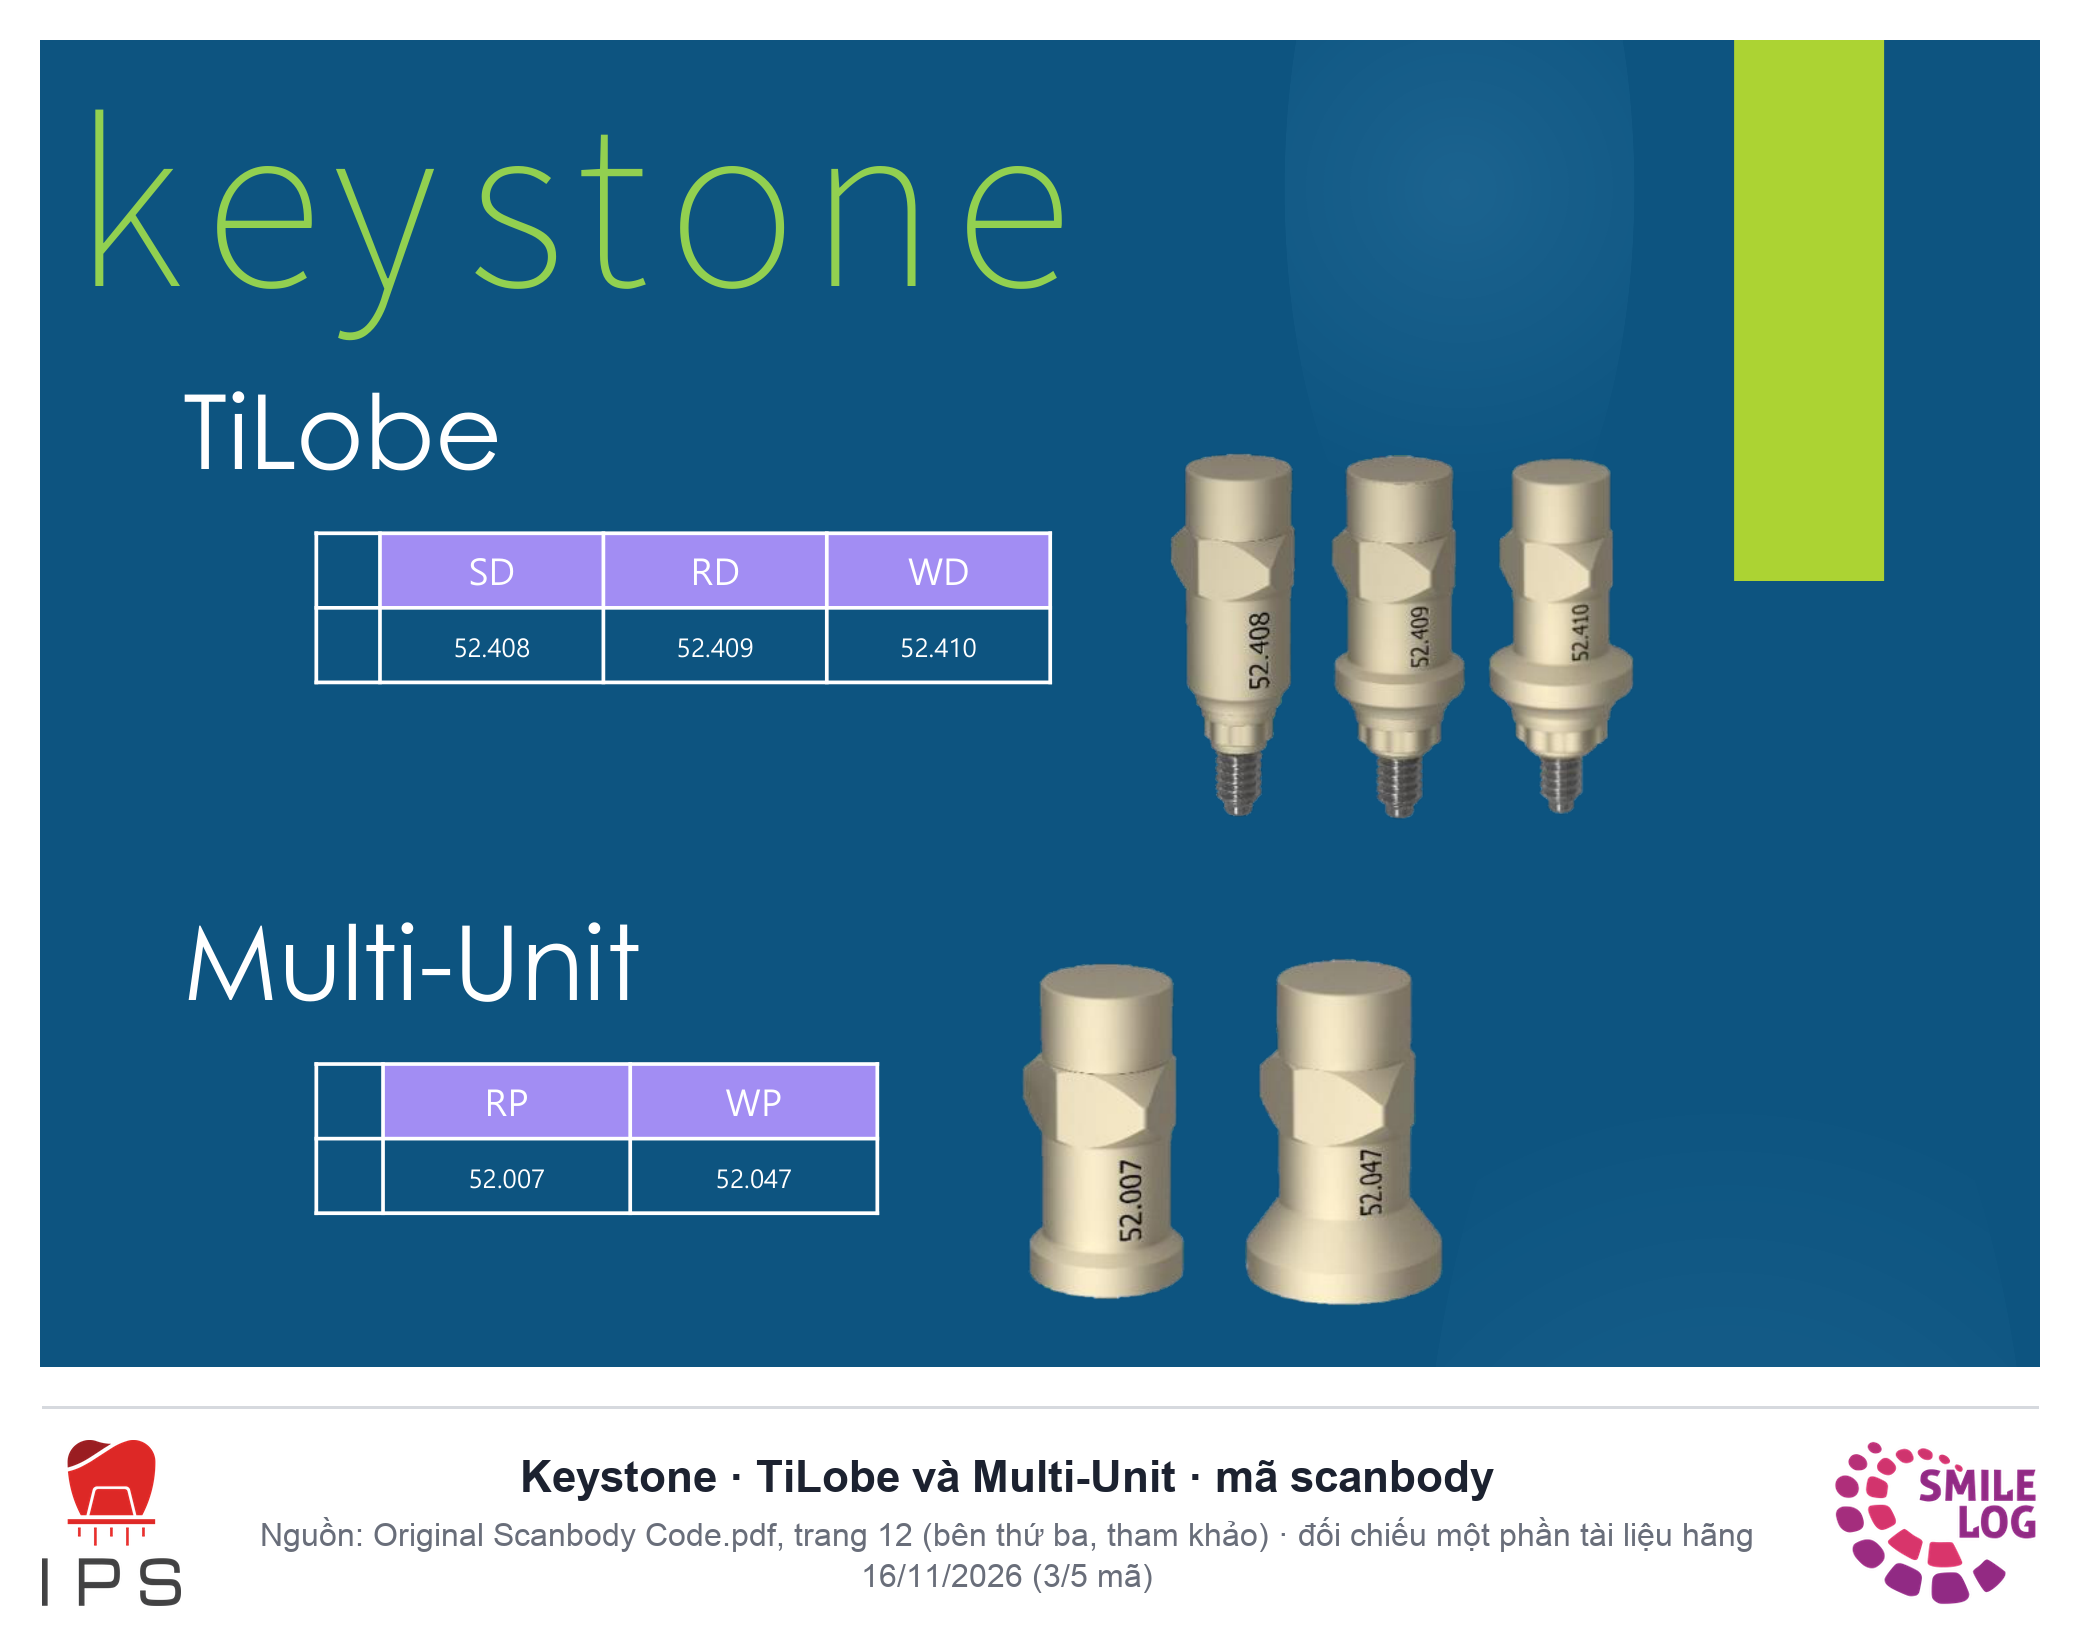 keystone
TiLobe
SD RD WD
52.408 52.409 52.410
52.408 52.409 52.410
Multi-Unit
RP WP
52.007 52.047
52.007 52.047
Keystone · TiLobe và Multi-Unit · mã scanbody
Nguồn: Original Scanbody Code.pdf, trang 12 (bên thứ ba, tham khảo) · đối chiếu một phần tài liệu hãng
16/11/2026 (3/5 mã)
IPS
SMILE
LOG